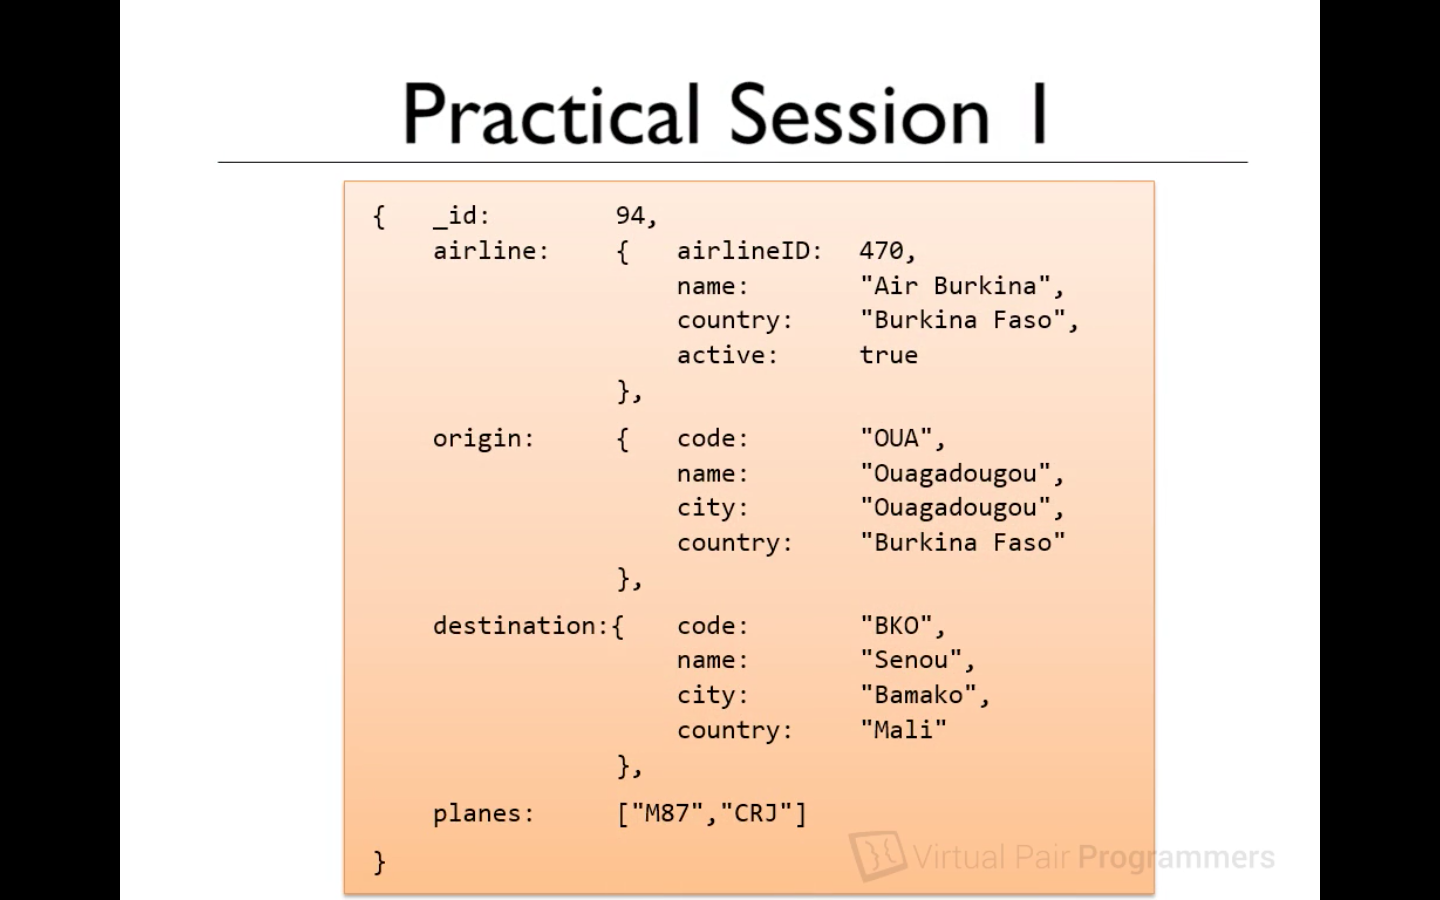 Practical Session 1
{ _id: 94,
airline: { airlineID: 470,
name: "Air Burkina",
country: "Burkina Faso",
active: true
},
origin: { code: "OUA",
name: "Ouagadougou",
city: "Ouagadougou",
country: "Burkina Faso"
},
destination:{ code: "BKO",
name: "Senou",
city: "Bamako",
country: "Mali"
},
planes: ["M87","CRJ"]
}
Virtual Pair Programmers